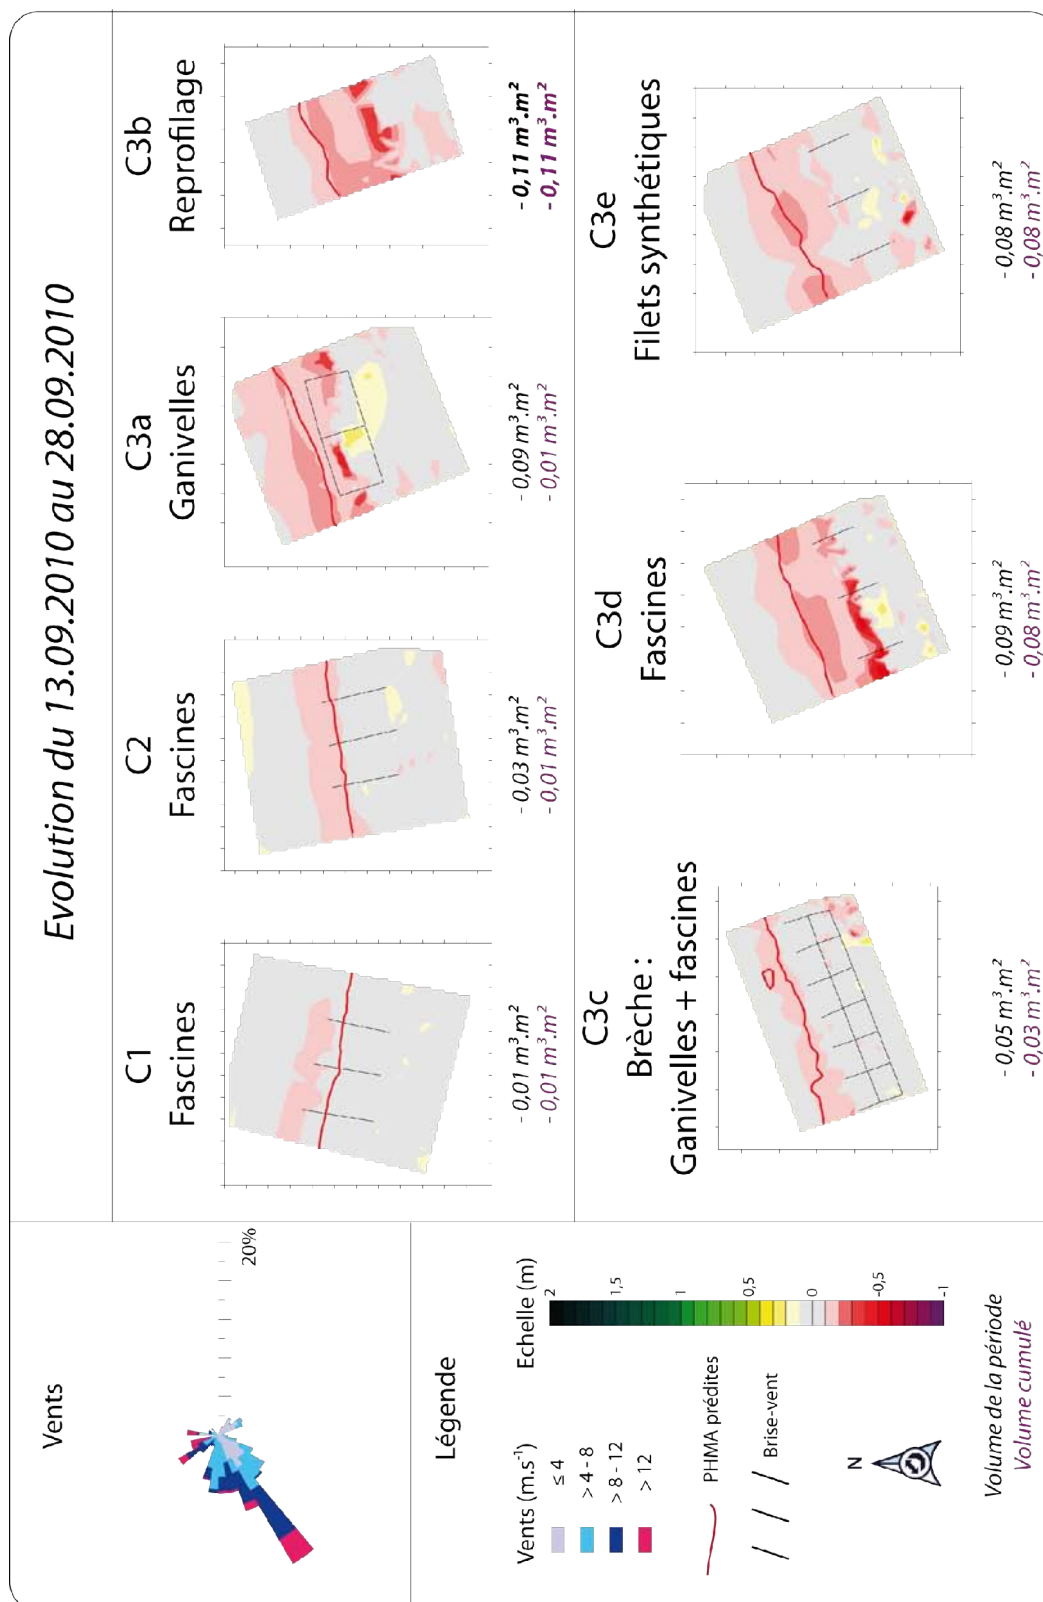 Evolution du 13.09.2010 au 28.09.2010
Vents
20%
Légende
Vents (m.s⁻¹)
≤ 4
> 4 - 8
> 8 - 12
> 12
Echelle (m)
2
1,5
1
0,5
0
-0,5
-1
PHMA prédites
Brise-vent
N
Volume de la période
Volume cumulé
C1
Fascines
- 0,01 m³.m²
- 0,01 m³.m²
C2
Fascines
- 0,03 m³.m²
- 0,01 m³.m²
C3a
Ganivelles
- 0,09 m³.m²
- 0,01 m³.m²
C3b
Reprofilage
- 0,11 m³.m²
- 0,11 m³.m²
C3c
Brèche :
Ganivelles + fascines
- 0,05 m³.m²
- 0,03 m³.m²
C3d
Fascines
- 0,09 m³.m²
- 0,08 m³.m²
C3e
Filets synthétiques
- 0,08 m³.m²
- 0,08 m³.m²